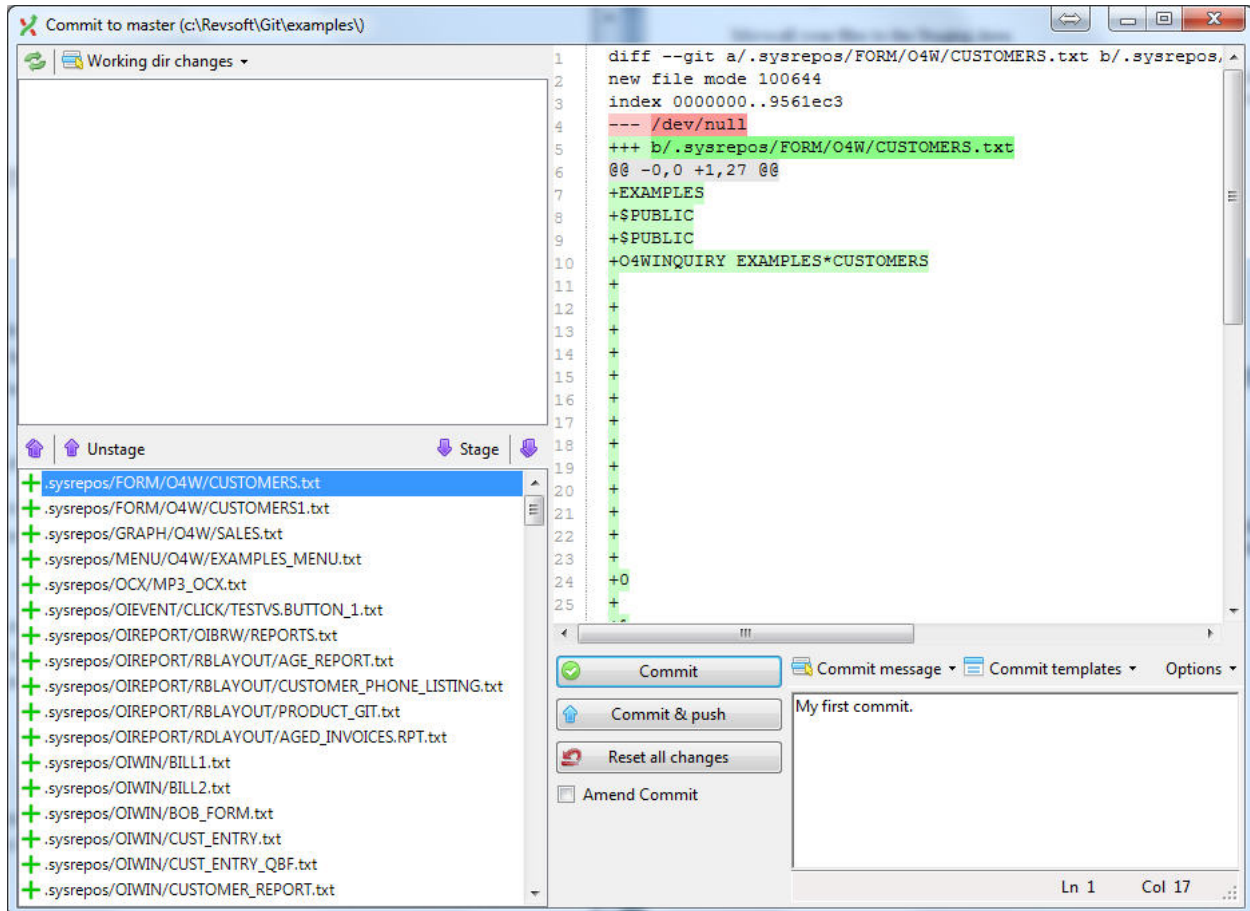 Commit to master (c:\Revsoft\Git\examples\)
Working dir changes
Unstage
Stage
.sysrepos/FORM/O4W/CUSTOMERS.txt
.sysrepos/FORM/O4W/CUSTOMERS1.txt
.sysrepos/GRAPH/O4W/SALES.txt
.sysrepos/MENU/O4W/EXAMPLES_MENU.txt
.sysrepos/OCX/MP3_OCX.txt
.sysrepos/OIEVENT/CLICK/TESTVS.BUTTON_1.txt
.sysrepos/OIREPORT/OIBRW/REPORTS.txt
.sysrepos/OIREPORT/RBLAYOUT/AGE_REPORT.txt
.sysrepos/OIREPORT/RBLAYOUT/CUSTOMER_PHONE_LISTING.txt
.sysrepos/OIREPORT/RBLAYOUT/PRODUCT_GIT.txt
.sysrepos/OIREPORT/RDLAYOUT/AGED_INVOICES.RPT.txt
.sysrepos/OIWIN/BILL1.txt
.sysrepos/OIWIN/BILL2.txt
.sysrepos/OIWIN/BOB_FORM.txt
.sysrepos/OIWIN/CUST_ENTRY.txt
.sysrepos/OIWIN/CUST_ENTRY_QBF.txt
.sysrepos/OIWIN/CUSTOMER_REPORT.txt
1 diff --git a/.sysrepos/FORM/O4W/CUSTOMERS.txt b/.sysrepos/
2 new file mode 100644
3 index 0000000..9561ec3
4 --- /dev/null
5 +++ b/.sysrepos/FORM/O4W/CUSTOMERS.txt
6 @@ -0,0 +1,27 @@
7 +EXAMPLES
8 +$PUBLIC
9 +$PUBLIC
10 +O4WINQUIRY EXAMPLES*CUSTOMERS
11 +
12 +
13 +
14 +
15 +
16 +
17 +
18 +
19 +
20 +
21 +
22 +
23 +
24 +0
25 +
Commit
Commit & push
Reset all changes
Amend Commit
Commit message
Commit templates
Options
My first commit.
Ln 1 Col 17